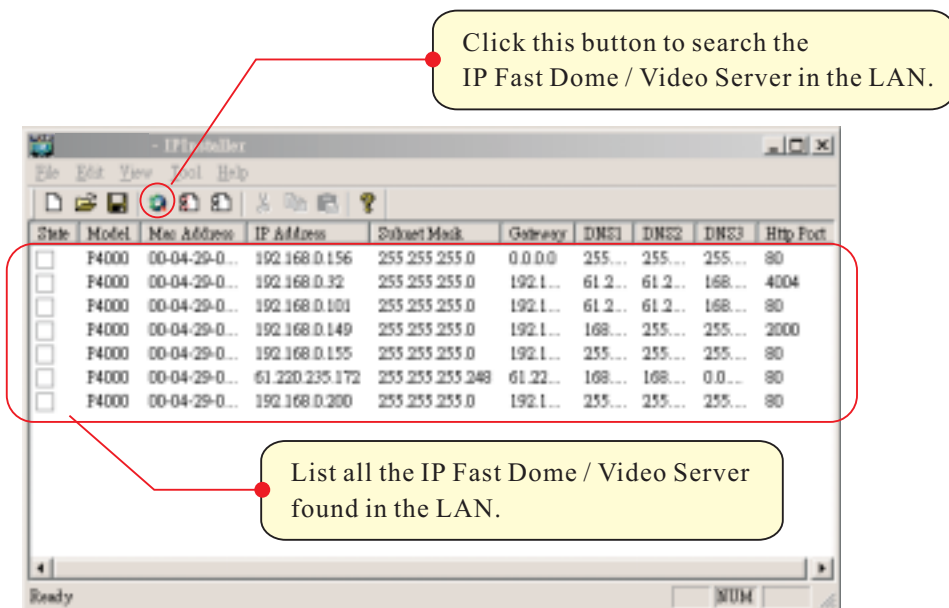 Click this button to search the
IP Fast Dome / Video Server in the LAN.
- IPInstaller
File Edit View Tool Help
State Model Mac Address IP Address Subnet Mask Gateway DNS1 DNS2 DNS3 Http Port
P4000 00-04-29-0... 192.168.0.156 255.255.255.0 0.0.0.0 255.... 255.... 255.... 80
P4000 00-04-29-0... 192.168.0.32 255.255.255.0 192.1... 61.2... 61.2... 168.... 4004
P4000 00-04-29-0... 192.168.0.101 255.255.255.0 192.1... 61.2... 61.2... 168.... 80
P4000 00-04-29-0... 192.168.0.149 255.255.255.0 192.1... 168.... 255.... 255.... 2000
P4000 00-04-29-0... 192.168.0.155 255.255.255.0 192.1... 255.... 255.... 255.... 80
P4000 00-04-29-0... 61.220.235.172 255.255.255.248 61.22... 168.... 168.... 0.0.... 80
P4000 00-04-29-0... 192.168.0.200 255.255.255.0 192.1... 255.... 255.... 255.... 80
List all the IP Fast Dome / Video Server
found in the LAN.
Ready NUM